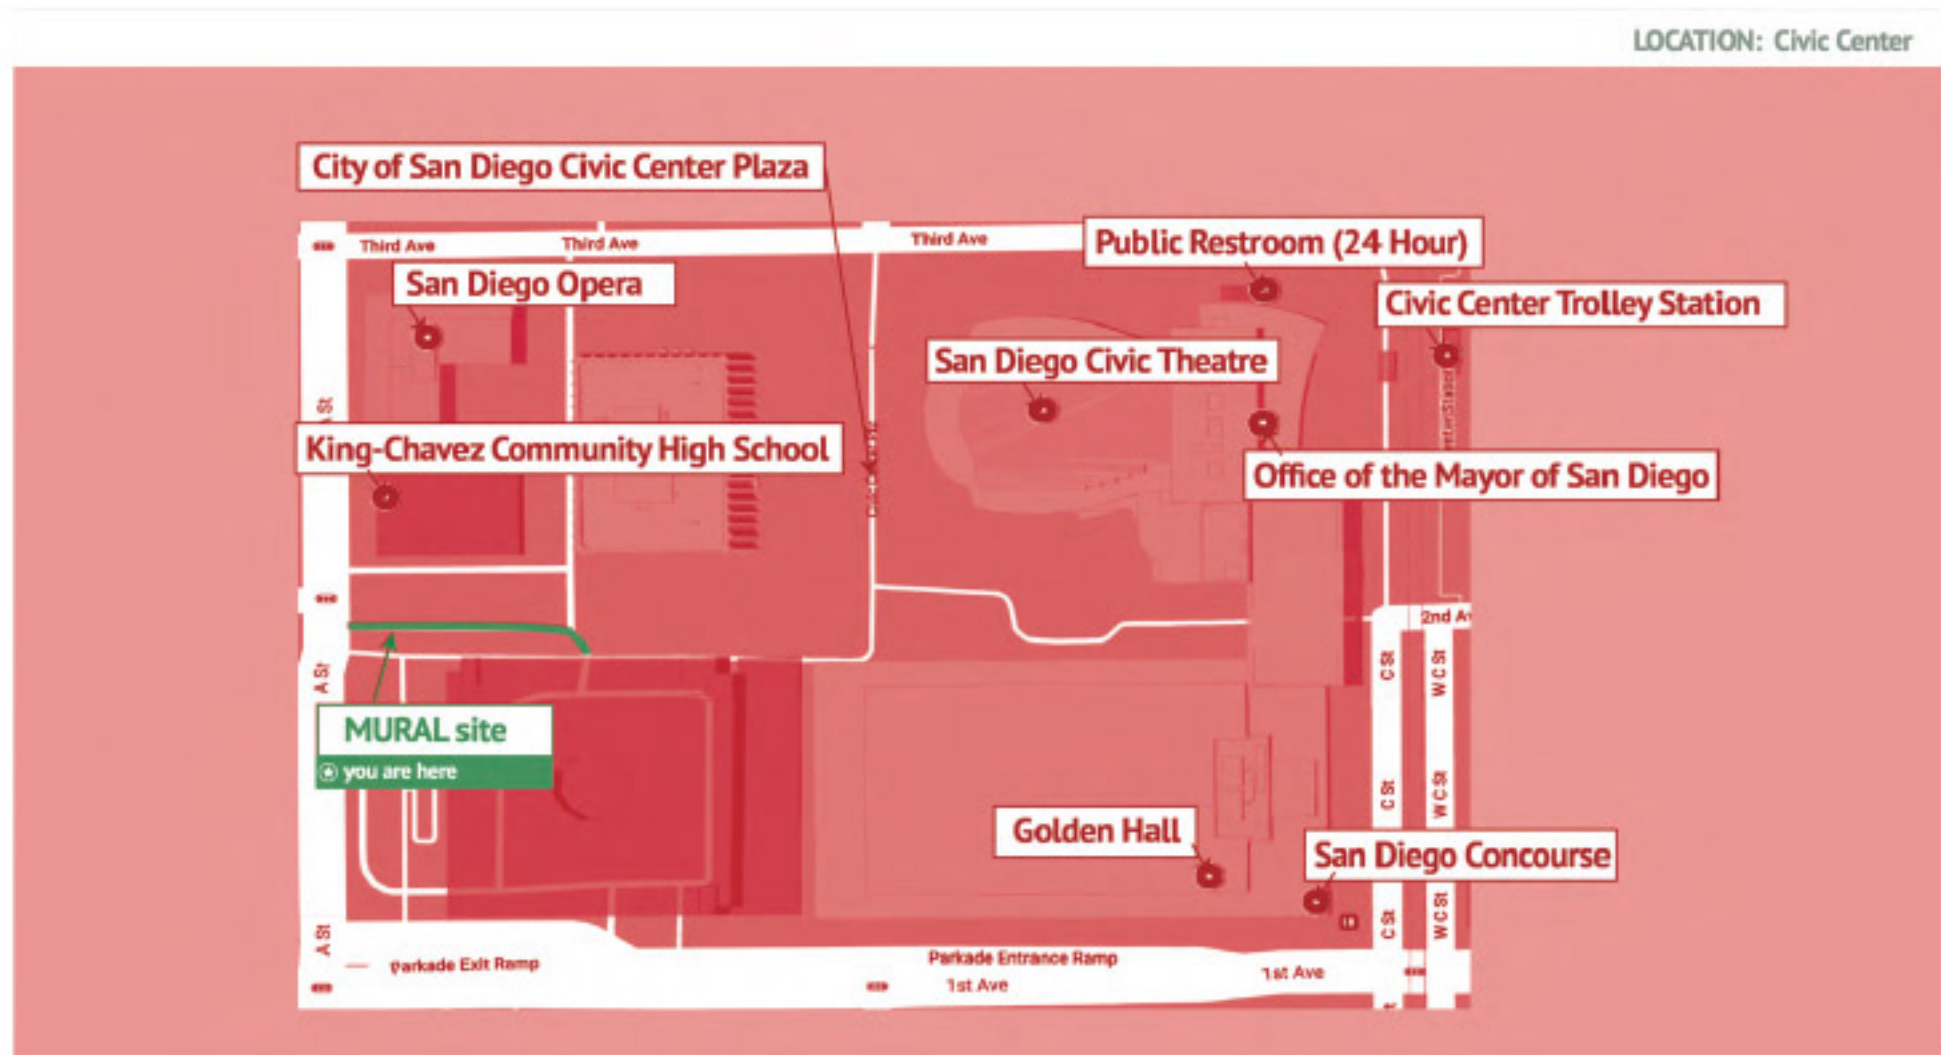 LOCATION: Civic Center
City of San Diego Civic Center Plaza
Third Ave
Third Ave
Third Ave
Public Restroom (24 Hour)
San Diego Opera
Civic Center Trolley Station
San Diego Civic Theatre
A St
King-Chavez Community High School
Office of the Mayor of San Diego
2nd Av
A St
C St
W C St
MURAL site
you are here
C St
W C St
Golden Hall
San Diego Concourse
A St
C St
W C St
Parkade Exit Ramp
Parkade Entrance Ramp
1st Ave
1st Ave